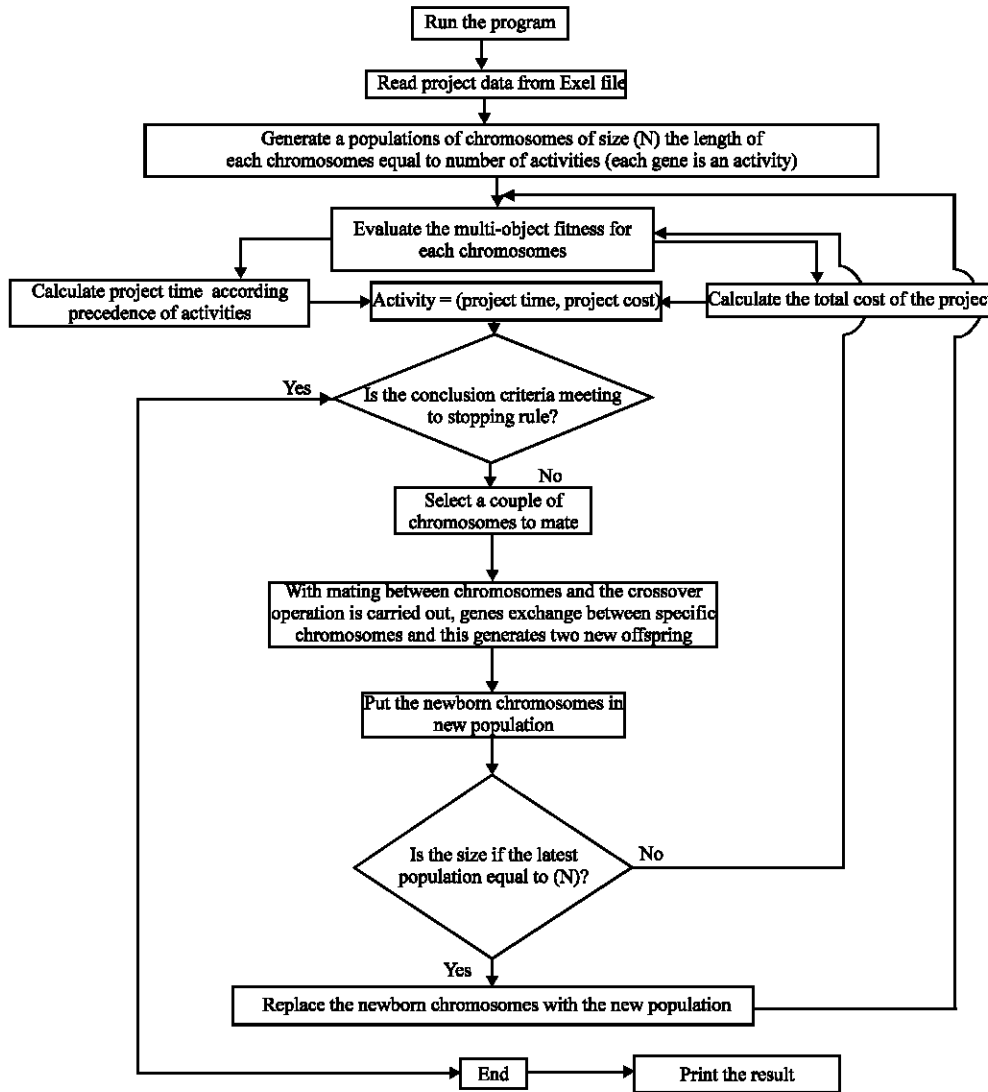 Run the program
Read project data from Exel file
Generate a populations of chromosomes of size (N) the length of
each chromosomes equal to number of activities (each gene is an activity)
Evaluate the multi-object fitness for
each chromosomes
Calculate project time according
precedence of activities
Activity = (project time, project cost)
Calculate the total cost of the project
Yes
Is the conclusion criteria meeting
to stopping rule?
No
Select a couple of
chromosomes to mate
With mating between chromosomes and the crossover
operation is carried out, genes exchange between specific
chromosomes and this generates two new offspring
Put the newborn chromosomes in
new population
Is the size if the latest
population equal to (N)?
No
Yes
Replace the newborn chromosomes with the new population
End
Print the result